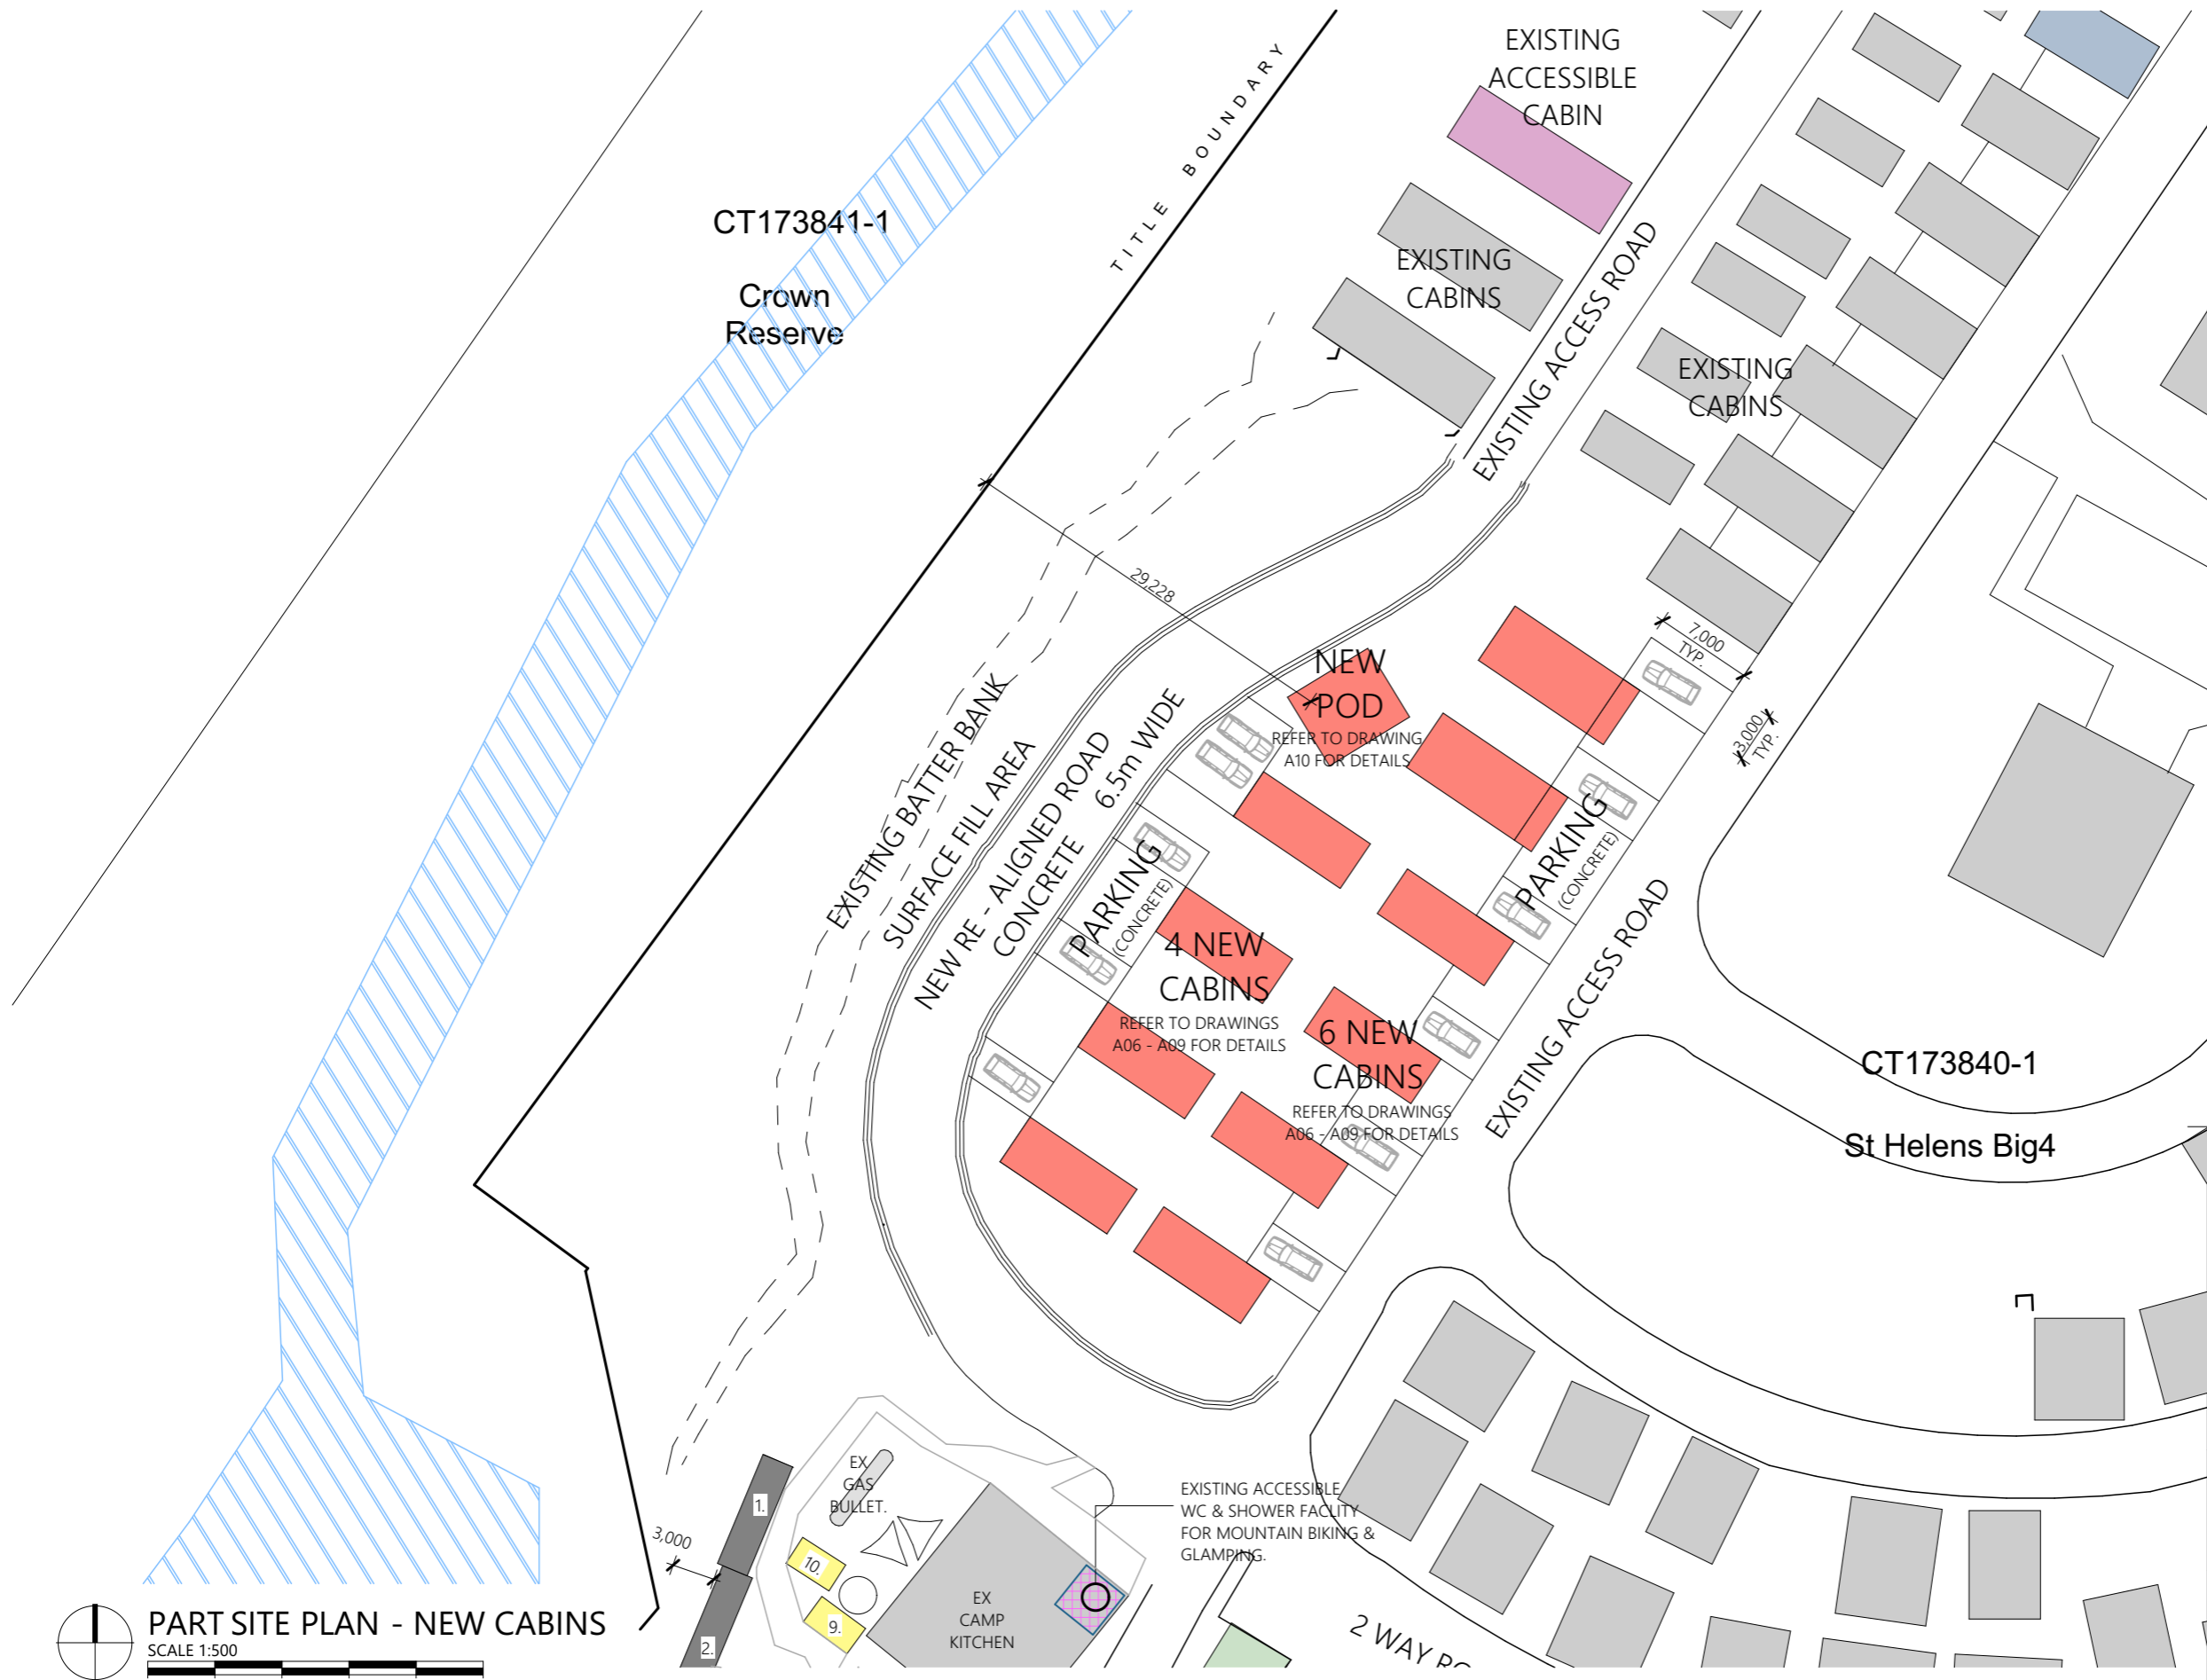 EXISTING
ACCESSIBLE
CABIN
TITLE BOUNDARY
CT173841-1
Crown
Reserve
EXISTING
CABINS
EXISTING ACCESS ROAD
EXISTING
CABINS
29,228
7,000
TYP.
3,000
TYP.
NEW
POD
REFER TO DRAWING
A10 FOR DETAILS
EXISTING BATTER BANK
SURFACE FILL AREA
NEW RE - ALIGNED ROAD
CONCRETE 6.5m WIDE
PARKING
(CONCRETE)
PARKING
(CONCRETE)
4 NEW
CABINS
REFER TO DRAWINGS
A06 - A09 FOR DETAILS
6 NEW
CABINS
REFER TO DRAWINGS
A06 - A09 FOR DETAILS
EXISTING ACCESS ROAD
CT173840-1
St Helens Big4
EX
GAS
BULLET.
1.
3,000
10.
9.
2.
EX
CAMP
KITCHEN
EXISTING ACCESSIBLE
WC & SHOWER FACLITY
FOR MOUNTAIN BIKING &
GLAMPING.
2 WAY
PART SITE PLAN - NEW CABINS
SCALE 1:500